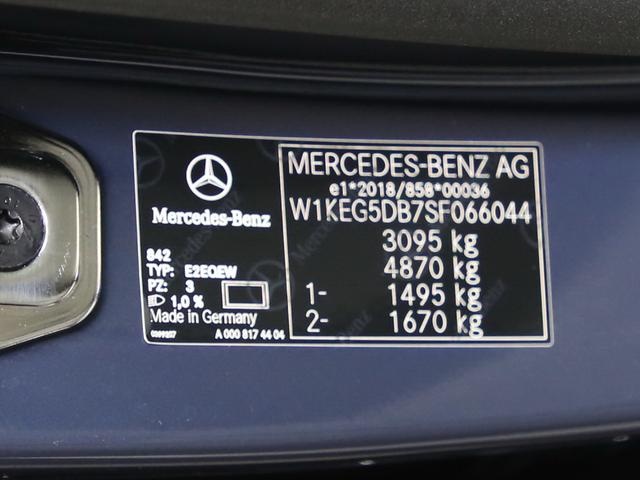 Mercedes-Benz
842
TYP: E2EQEW
PZ: 3
1,0 %
Made in Germany
A 000 817 44 04
MERCEDES-BENZ AG
e1*2018/858*00036
W1KEG5DB7SF066044
3095 kg
4870 kg
1- 1495 kg
2- 1670 kg